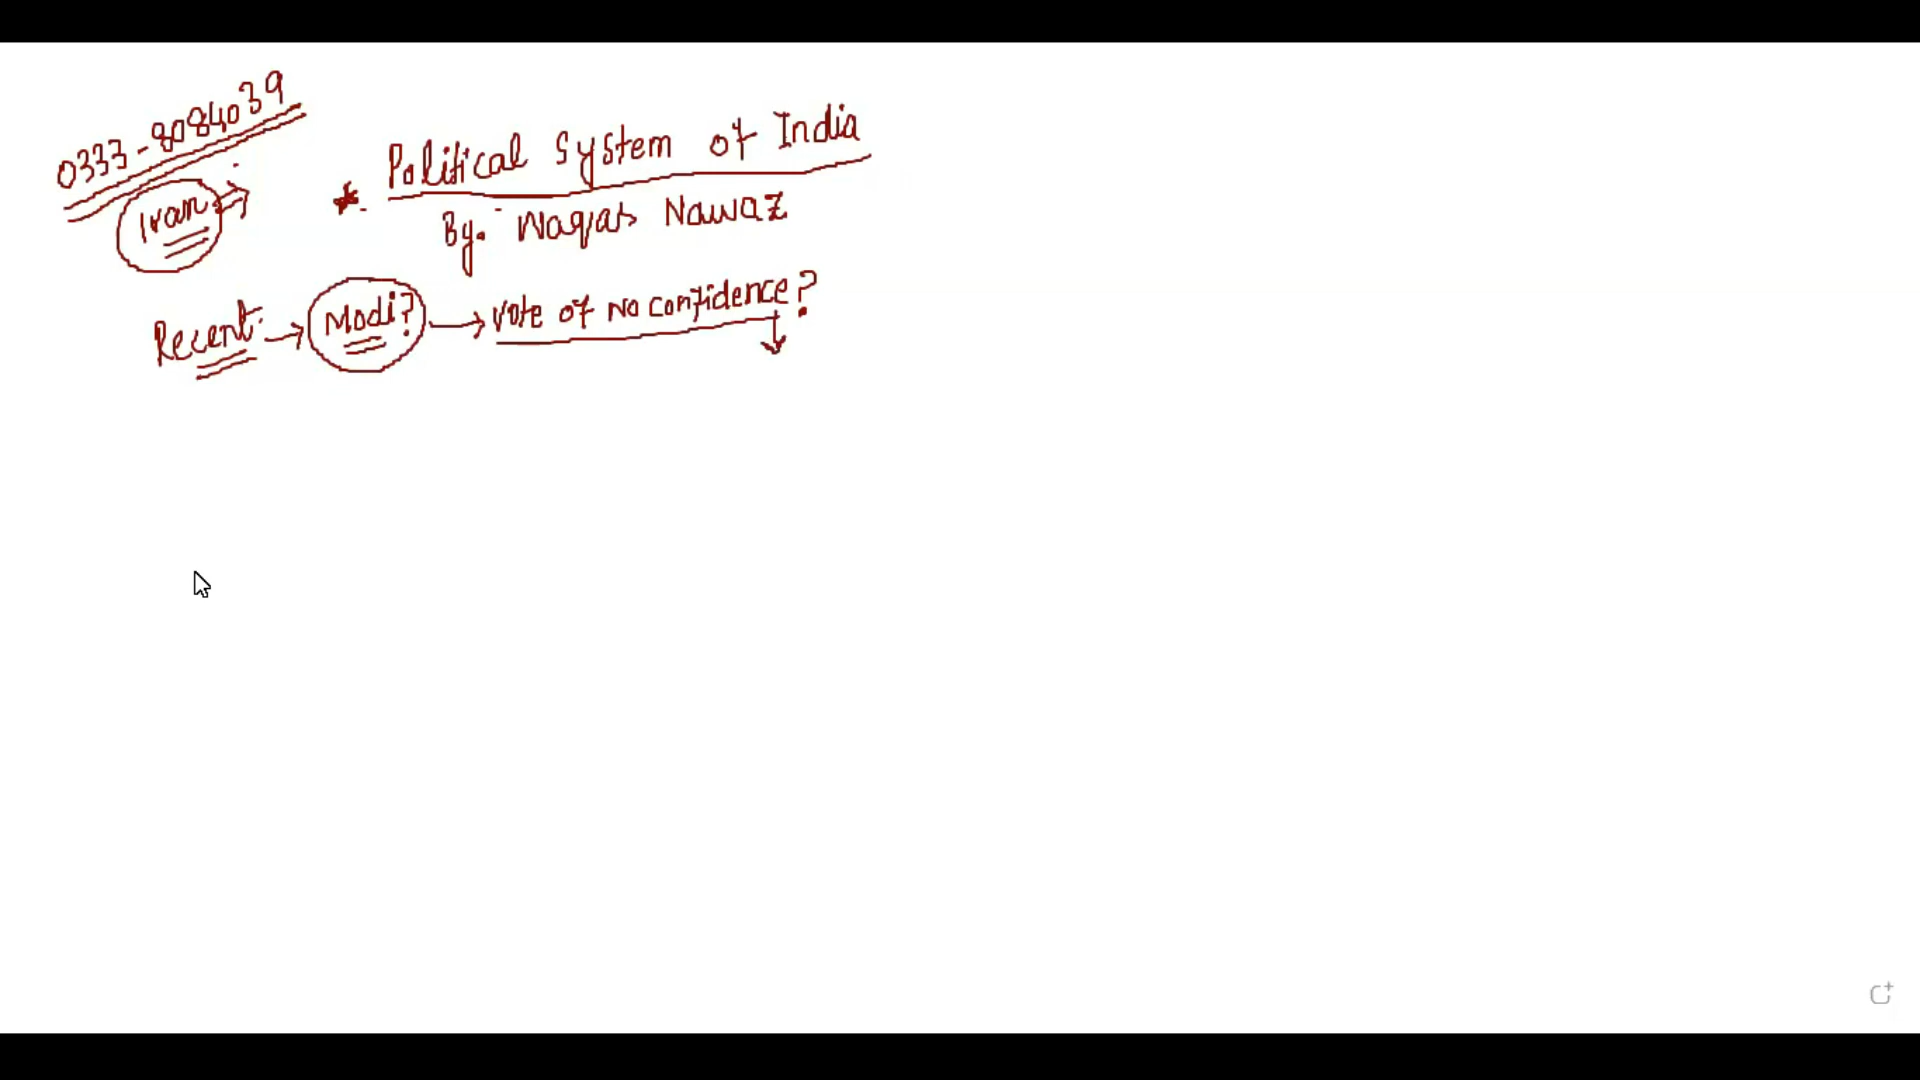 0333-8084039
* Political System of India
Iran
By: Waqas Nawaz
Recent → Modi? → Vote of No confidence?